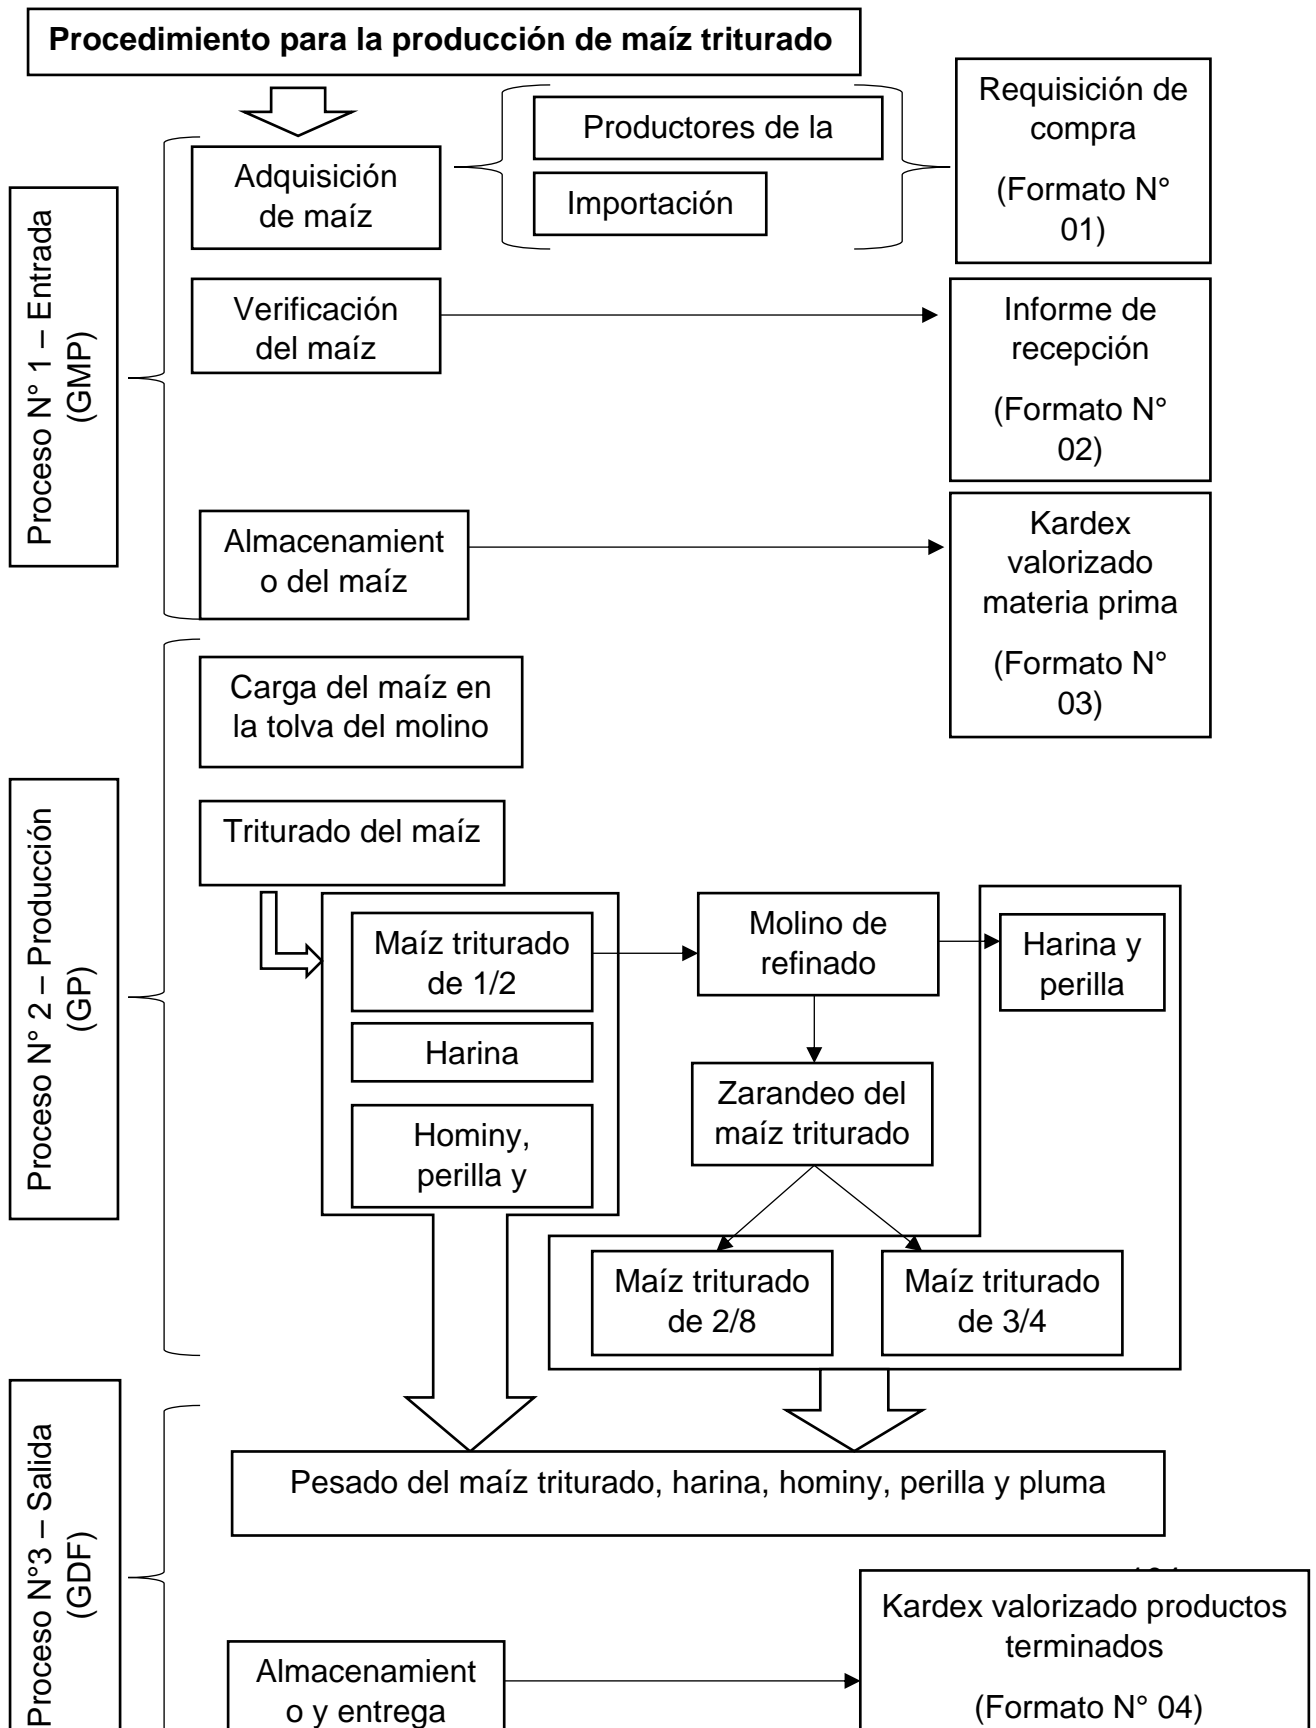 Procedimiento para la producción de maíz triturado
Proceso N° 1 – Entrada
(GMP)
Adquisición
de maíz
Productores de la
Importación
Requisición de
compra
(Formato N°
01)
Verificación
del maíz
Informe de
recepción
(Formato N°
02)
Almacenamient
o del maíz
Kardex
valorizado
materia prima
(Formato N°
03)
Proceso N° 2 – Producción
(GP)
Carga del maíz en
la tolva del molino
Triturado del maíz
Maíz triturado
de 1/2
Harina
Hominy,
perilla y
Molino de
refinado
Harina y
perilla
Zarandeo del
maíz triturado
Maíz triturado
de 2/8
Maíz triturado
de 3/4
Proceso N°3 – Salida
(GDF)
Pesado del maíz triturado, harina, hominy, perilla y pluma
Almacenamient
o y entrega
Kardex valorizado productos
terminados
(Formato N° 04)